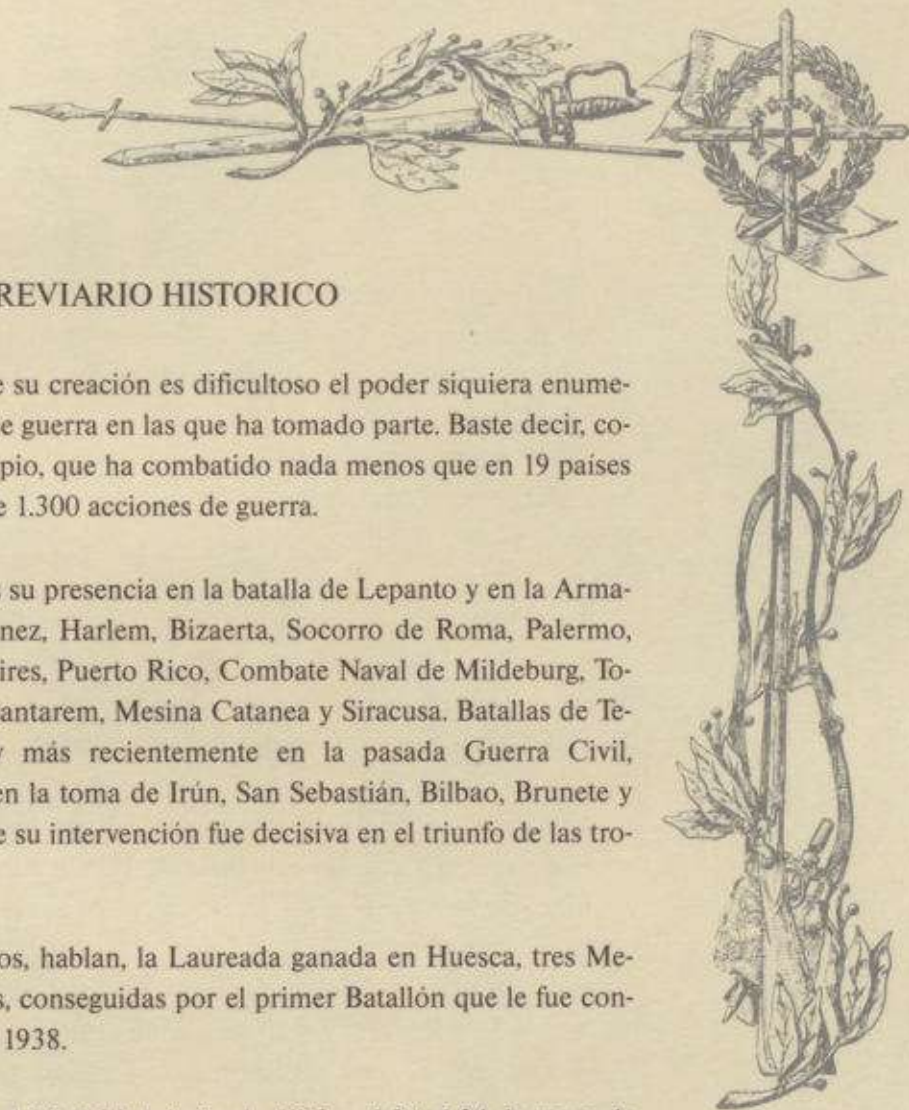 REVIARIO HISTORICO
e su creación es dificultoso el poder siquiera enume-
e guerra en las que ha tomado parte. Baste decir, co-
pio, que ha combatido nada menos que en 19 países
e 1.300 acciones de guerra.
su presencia en la batalla de Lepanto y en la Arma-
nez, Harlem, Bizaerta, Socorro de Roma, Palermo,
ires, Puerto Rico, Combate Naval de Mildeburg, To-
antarem, Mesina Catanea y Siracusa. Batallas de Te-
más recientemente en la pasada Guerra Civil,
en la toma de Irún, San Sebastián, Bilbao, Brunete y
e su intervención fue decisiva en el triunfo de las tro-
os, hablan, la Laureada ganada en Huesca, tres Me-
s, conseguidas por el primer Batallón que le fue con-
1938.